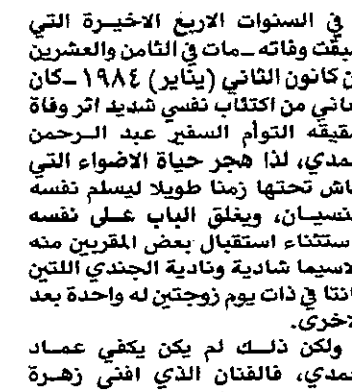 في السنوات الاربع الاخيرة التي
سبقت وفاته ـ مات في الثامن والعشرين
من كانون الثاني (يناير) ١٩٨٤ ـ كان
يعاني من اكتئاب نفسي شديد اثر وفاة
شقيقه التوأم السفير عبد الرحمن
حمدي، لذا هجر حياة الاضواء التي
عاش تحتها زمنا طويلا ليسلم نفسه
للنسيان، ويغلق الباب على نفسه
باستثناء استقبال بعض المقربين منه
لاسيما شادية ونادية الجندي اللتين
كانتا في ذات يوم زوجتين له واحدة بعد
الاخرى.
ولكن ذلك لم يكن يكفي عماد
حمدي، فالفنان الذي افنى زهرة